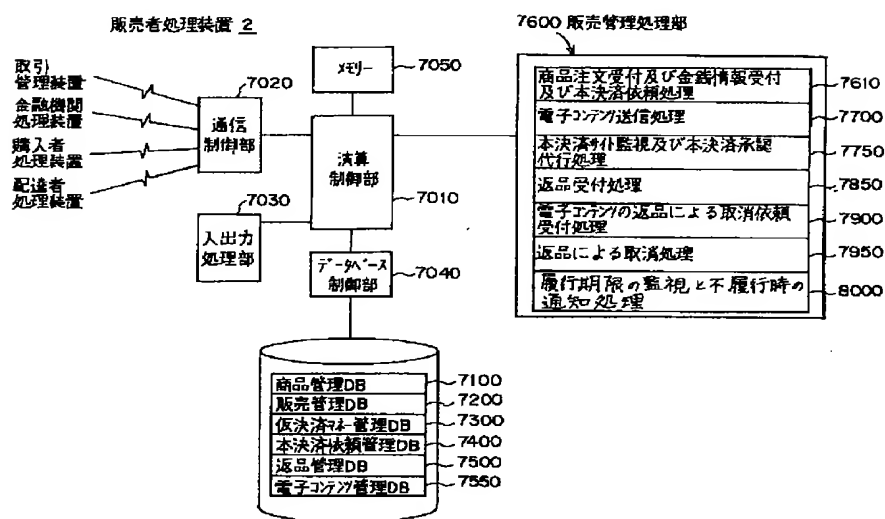 販売者処理装置 2
取引
管理装置
金融機関
処理装置
購入者
処理装置
配達者
処理装置
7020
通信
制御部
7030
入出力
処理部
メモリー
7050
演算
制御部
7010
データベース
制御部
7040
商品管理DB
7100
販売管理DB
7200
仮決済マネー管理DB
7300
本決済依頼管理DB
7400
返品管理DB
7500
電子コンテンツ管理DB
7550
7600 販売管理処理部
商品注文受付及び金銭情報受付
及び本決済依頼処理
7610
電子コンテンツ送信処理
7700
本決済サイト監視及び本決済承認
代行処理
7750
返品受付処理
7850
電子コンテンツの返品による取消依頼
受付処理
7900
返品による取消処理
7950
履行期限の監視と不履行時の
通知処理
8000